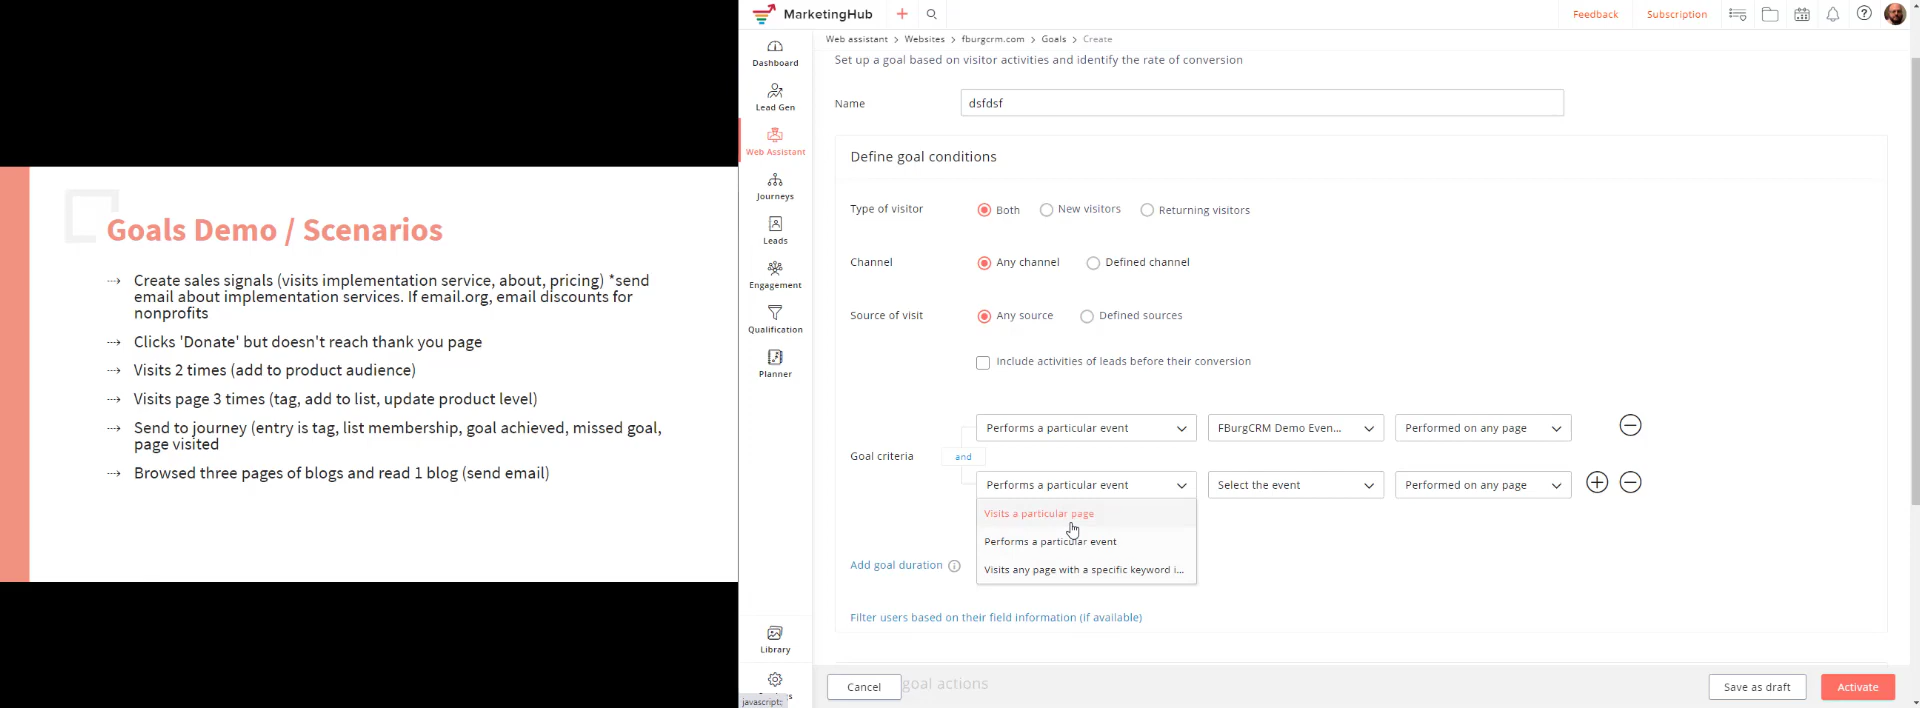 Goals Demo / Scenarios
Create sales signals (visits implementation service, about, pricing) *send
email about implementation services. If email.org, email discounts for
nonprofits
Clicks 'Donate' but doesn't reach thank you page
Visits 2 times (add to product audience)
Visits page 3 times (tag, add to list, update product level)
Send to journey (entry is tag, list membership, goal achieved, missed goal,
page visited
Browsed three pages of blogs and read 1 blog (send email)
MarketingHub
Feedback
Subscription
Dashboard
Lead Gen
Web Assistant
Journeys
Leads
Engagement
Qualification
Planner
Library
javascript:
Web assistant > Websites > fburgcrm.com > Goals > Create
Set up a goal based on visitor activities and identify the rate of conversion
Name
dsfdsf
Define goal conditions
Type of visitor
Both
New visitors
Returning visitors
Channel
Any channel
Defined channel
Source of visit
Any source
Defined sources
Include activities of leads before their conversion
Goal criteria
Performs a particular event
FBurgCRM Demo Even...
Performed on any page
and
Performs a particular event
Select the event
Performed on any page
Visits a particular page
Performs a particular event
Visits any page with a specific keyword i...
Add goal duration
Filter users based on their field information (if available)
Cancel
goal actions
Save as draft
Activate